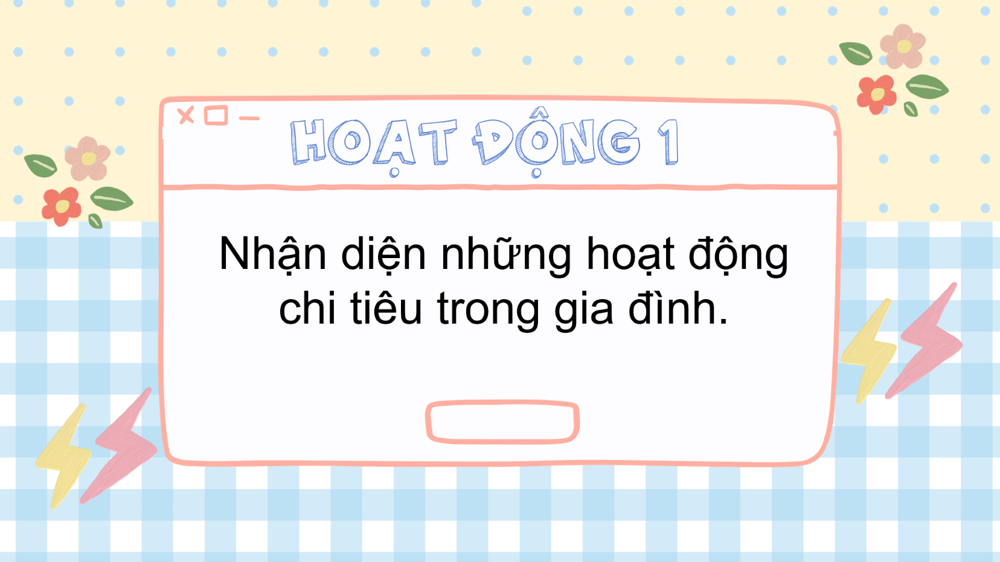 HOẠT ĐỘNG 1
Nhận diện những hoạt động
chi tiêu trong gia đình.